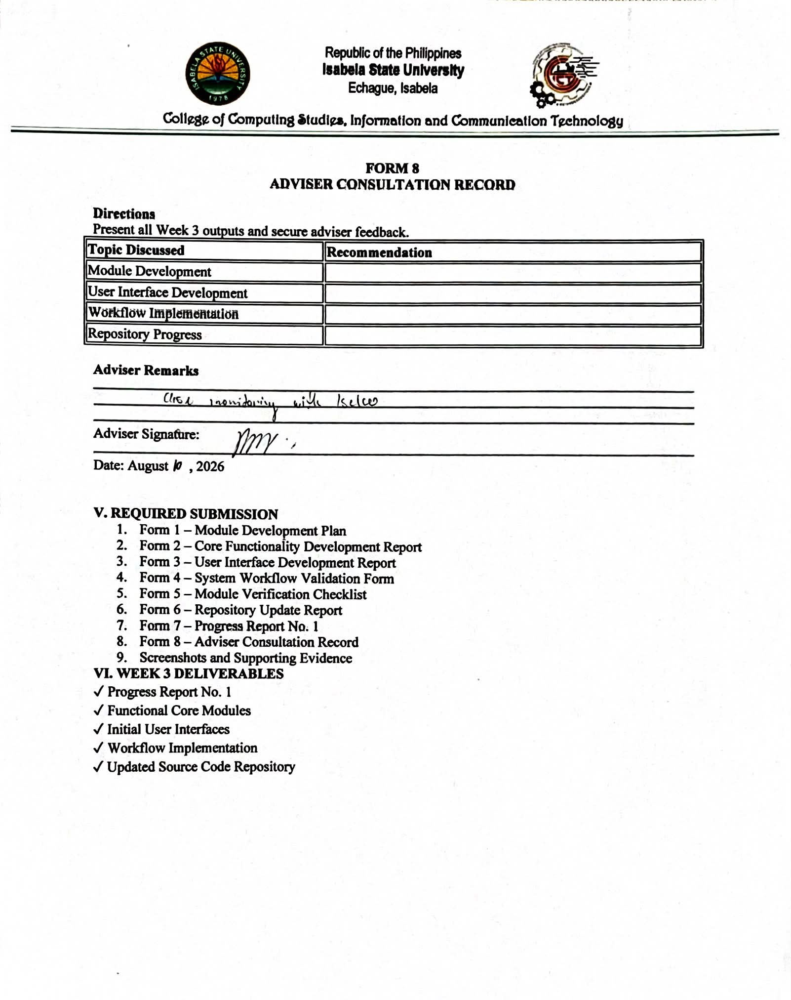 ISABELA STATE UNIVERSITY
1978
Republic of the Philippines
Isabela State University
Echague, Isabela
College of Computing Studies, Information and Communication Technology
FORM 8
ADVISER CONSULTATION RECORD
Directions
Present all Week 3 outputs and secure adviser feedback.
Topic Discussed Recommendation
Module Development
User Interface Development
Workflow Implementation
Repository Progress
Adviser Remarks
Close monitoring with Iselco
Adviser Signature:
Date: August 10 , 2026
V. REQUIRED SUBMISSION
1. Form 1 – Module Development Plan
2. Form 2 – Core Functionality Development Report
3. Form 3 – User Interface Development Report
4. Form 4 – System Workflow Validation Form
5. Form 5 – Module Verification Checklist
6. Form 6 – Repository Update Report
7. Form 7 – Progress Report No. 1
8. Form 8 – Adviser Consultation Record
9. Screenshots and Supporting Evidence
VI. WEEK 3 DELIVERABLES
✓ Progress Report No. 1
✓ Functional Core Modules
✓ Initial User Interfaces
✓ Workflow Implementation
✓ Updated Source Code Repository